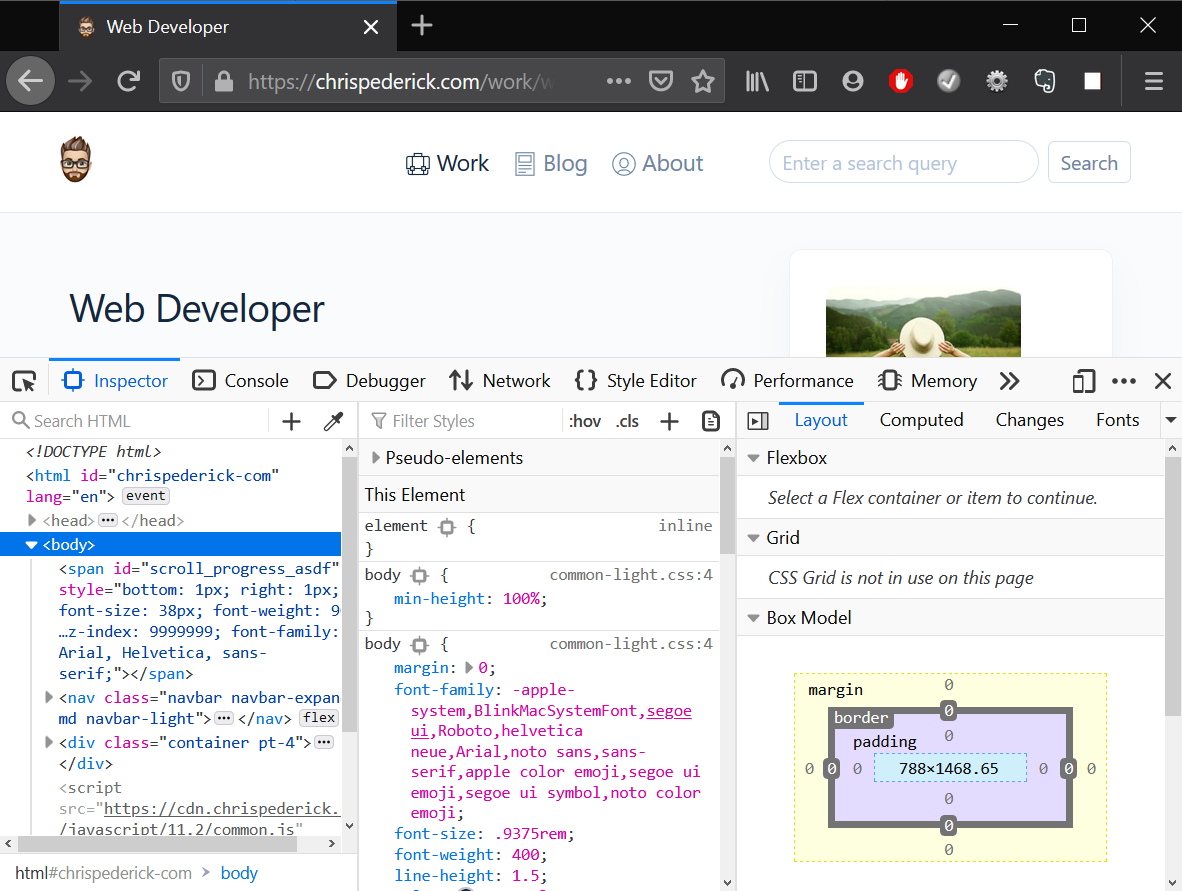 Web Developer
https://chrispederick.com/work/w
Work
Blog
About
Enter a search query
Search
Web Developer
Inspector
Console
Debugger
Network
Style Editor
Performance
Memory
Search HTML
<!DOCTYPE html>
<html id="chrispederick-com"
lang="en"> event
<head> ••• </head>
<body>
<span id="scroll_progress_asdf"
style="bottom: 1px; right: 1px;
font-size: 38px; font-weight: 9
…z-index: 9999999; font-family:
Arial, Helvetica, sans-
serif;"></span>
<nav class="navbar navbar-expan
md navbar-light"> ••• </nav> flex
<div class="container pt-4"> •••
</div>
<script
src="https://cdn.chrispederick.
/javascript/11.2/common.js"
html#chrispederick-com > body
Filter Styles
:hov .cls
Pseudo-elements
This Element
element { inline
}
body { common-light.css:4
min-height: 100%;
}
body { common-light.css:4
margin: 0;
font-family: -apple-
system,BlinkMacSystemFont,segoe
ui,Roboto,helvetica
neue,Arial,noto sans,sans-
serif,apple color emoji,segoe ui
emoji,segoe ui symbol,noto color
emoji;
font-size: .9375rem;
font-weight: 400;
line-height: 1.5;
Layout
Computed
Changes
Fonts
Flexbox
Select a Flex container or item to continue.
Grid
CSS Grid is not in use on this page
Box Model
margin 0
border 0
padding 0
0 0 0 788×1468.65 0 0 0
0
0
0